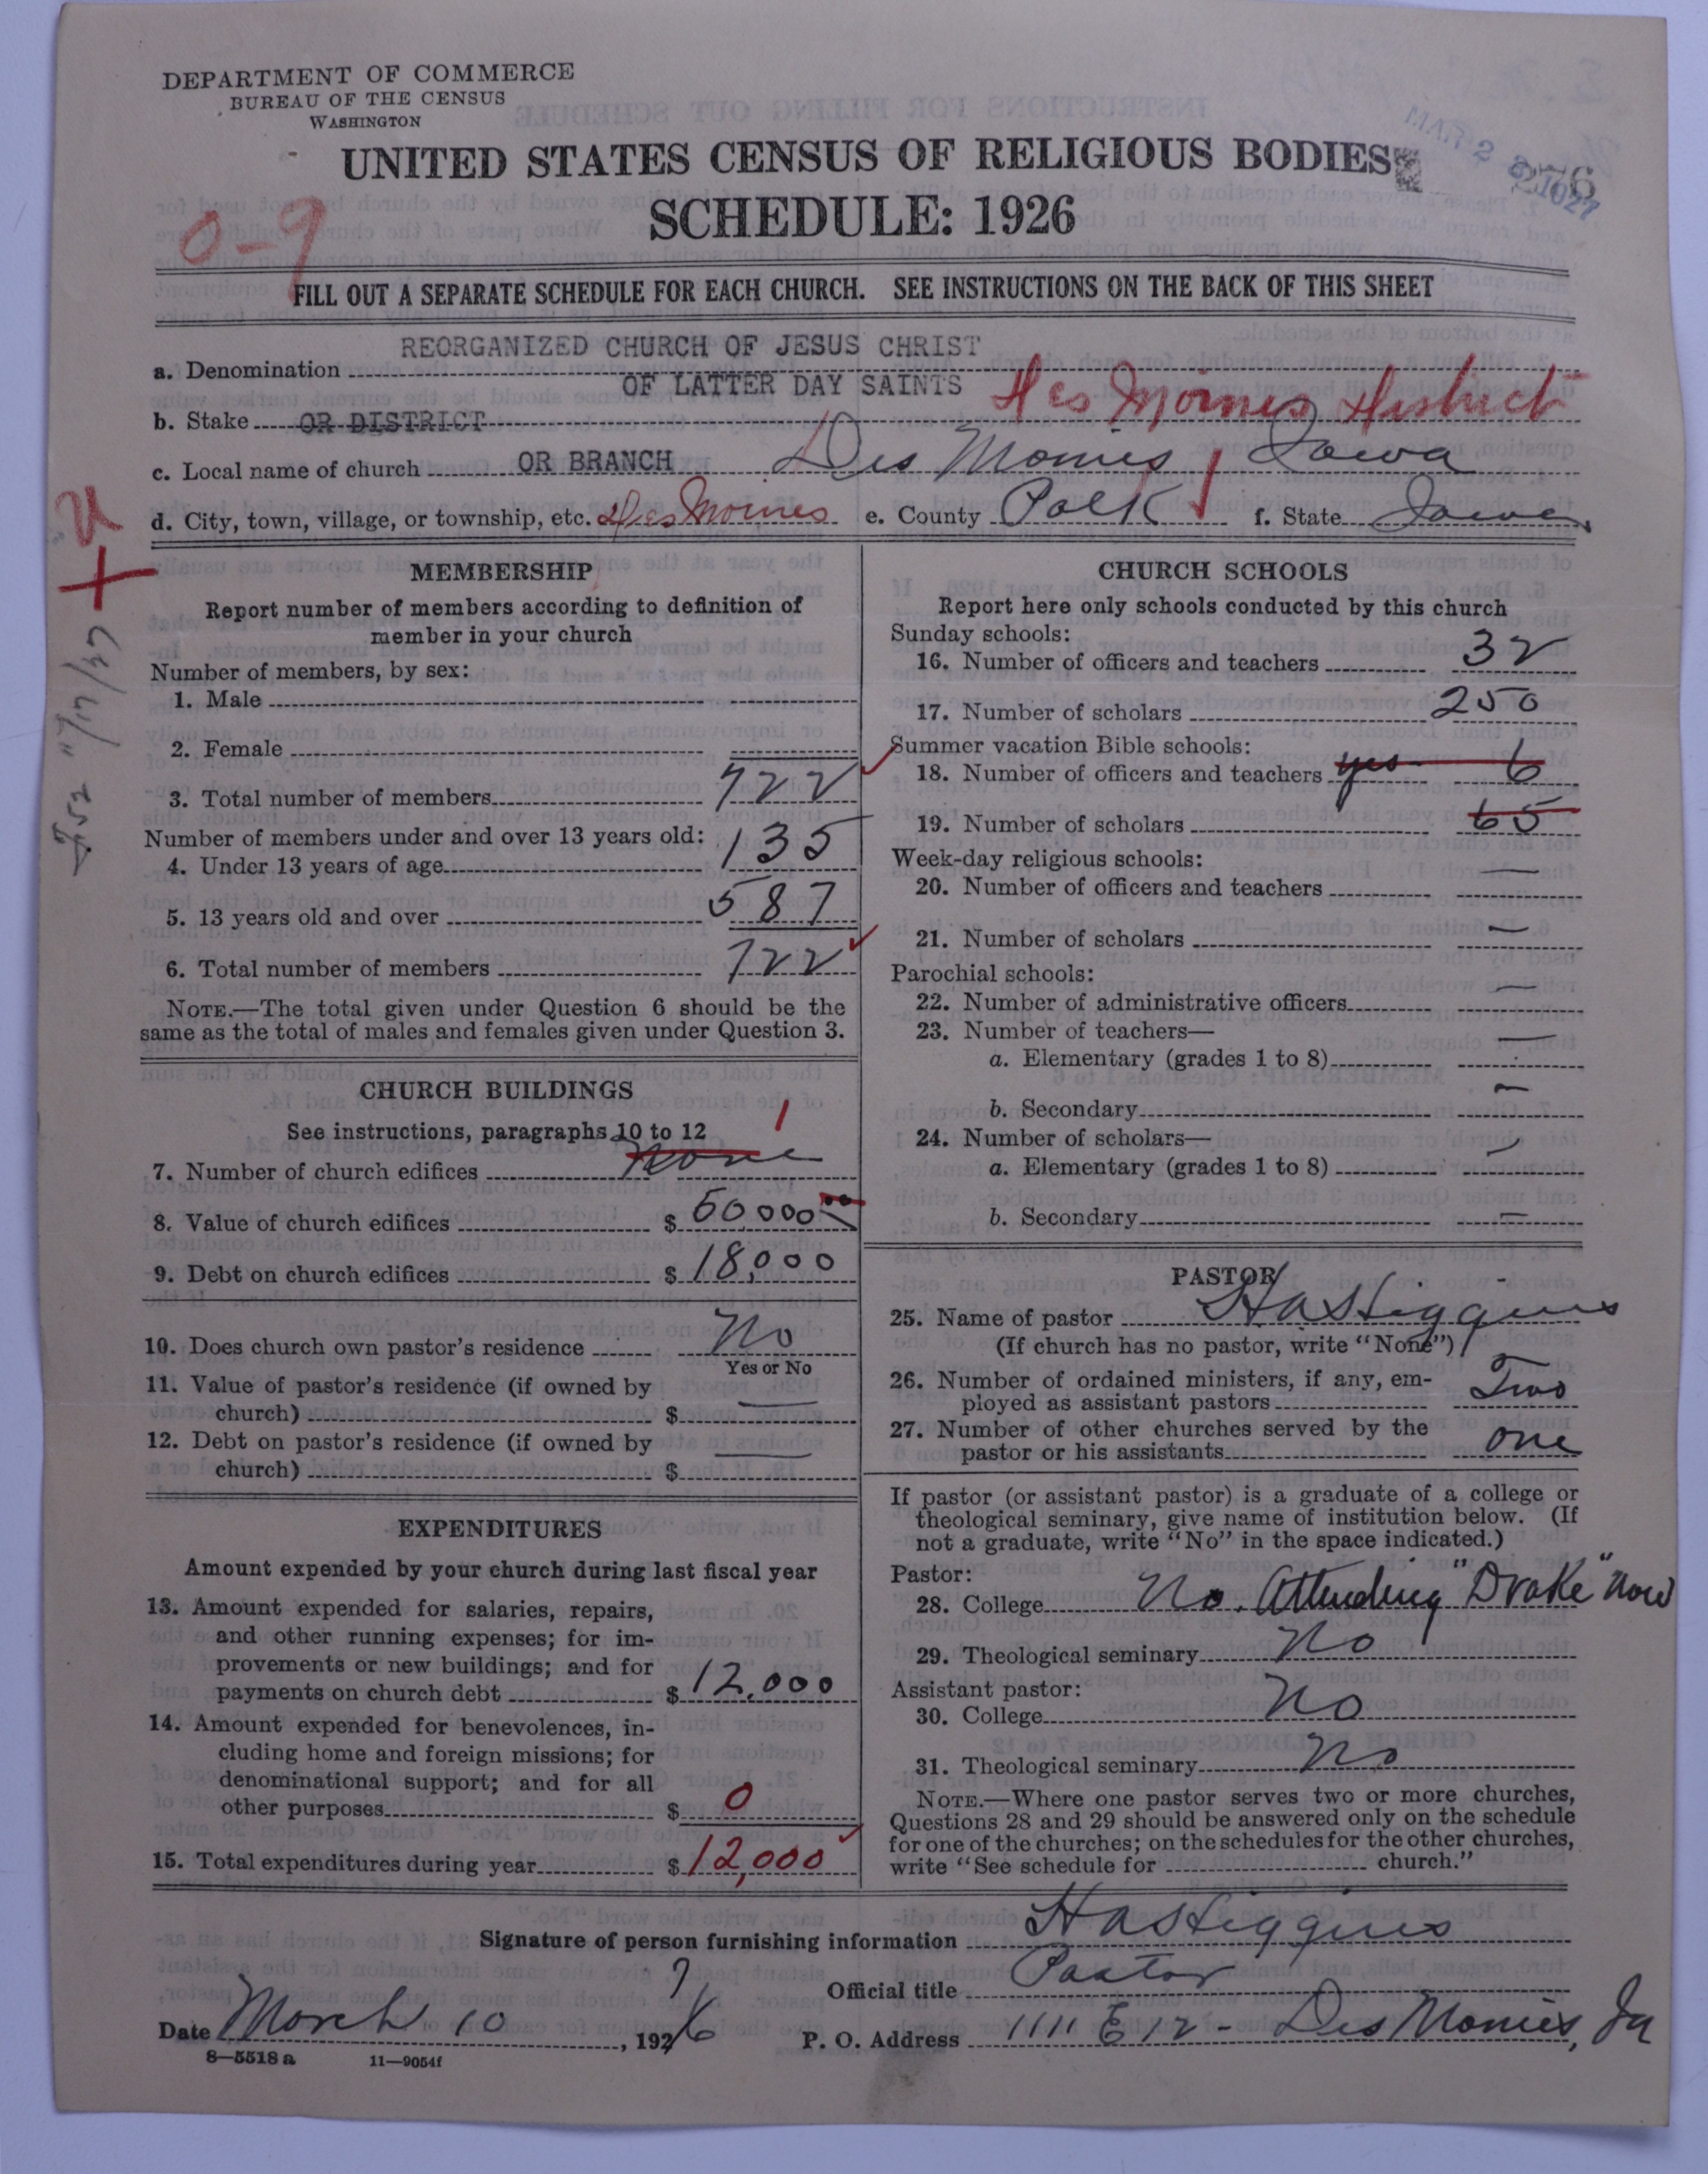 DEPARTMENT OF COMMERCE
BUREAU OF THE CENSUS
WASHINGTON
UNITED STATES CENSUS OF RELIGIOUS BODIES
SCHEDULE: 1926
MAR 2 1927
0-9
FILL OUT A SEPARATE SCHEDULE FOR EACH CHURCH. SEE INSTRUCTIONS ON THE BACK OF THIS SHEET
a. Denomination REORGANIZED CHURCH OF JESUS CHRIST
OF LATTER DAY SAINTS
b. Stake OR DISTRICT Des Moines District
c. Local name of church OR BRANCH Des Moines, Iowa
d. City, town, village, or township, etc. Des Moines e. County Polk f. State Iowa
MEMBERSHIP
Report number of members according to definition of
member in your church
Number of members, by sex:
1. Male
2. Female
3. Total number of members 722
Number of members under and over 13 years old:
4. Under 13 years of age 135
5. 13 years old and over 587
6. Total number of members 722
NOTE.—The total given under Question 6 should be the
same as the total of males and females given under Question 3.
CHURCH BUILDINGS
See instructions, paragraphs 10 to 12
1
7. Number of church edifices None
8. Value of church edifices $ 60000 00
9. Debt on church edifices $ 18,000
10. Does church own pastor's residence No
Yes or No
11. Value of pastor's residence (if owned by
church) $ —
12. Debt on pastor's residence (if owned by
church) $ —
EXPENDITURES
Amount expended by your church during last fiscal year
13. Amount expended for salaries, repairs,
and other running expenses; for im-
provements or new buildings; and for
payments on church debt $ 12,000
14. Amount expended for benevolences, in-
cluding home and foreign missions; for
denominational support; and for all
other purposes $ 0
15. Total expenditures during year $ 12,000
CHURCH SCHOOLS
Report here only schools conducted by this church
Sunday schools:
16. Number of officers and teachers 32
17. Number of scholars 250
Summer vacation Bible schools:
18. Number of officers and teachers yes 6
19. Number of scholars 65
Week-day religious schools:
20. Number of officers and teachers —
21. Number of scholars —
Parochial schools:
22. Number of administrative officers —
23. Number of teachers—
a. Elementary (grades 1 to 8) —
b. Secondary —
24. Number of scholars—
a. Elementary (grades 1 to 8) —
b. Secondary —
PASTOR
25. Name of pastor
(If church has no pastor, write "None")
26. Number of ordained ministers, if any, em-
ployed as assistant pastors Two
27. Number of other churches served by the
pastor or his assistants one
If pastor (or assistant pastor) is a graduate of a college or
theological seminary, give name of institution below. (If
not a graduate, write "No" in the space indicated.)
Pastor:
28. College No. Attending "Drake" now
29. Theological seminary No
Assistant pastor:
30. College No
31. Theological seminary No
NOTE.—Where one pastor serves two or more churches,
Questions 28 and 29 should be answered only on the schedule
for one of the churches; on the schedules for the other churches,
write "See schedule for church."
Signature of person furnishing information
Official title Pastor
Date March 10, 1926 7 P. O. Address 1111 E 12 - Des Moines, Ia
8—5518 a 11—9054f